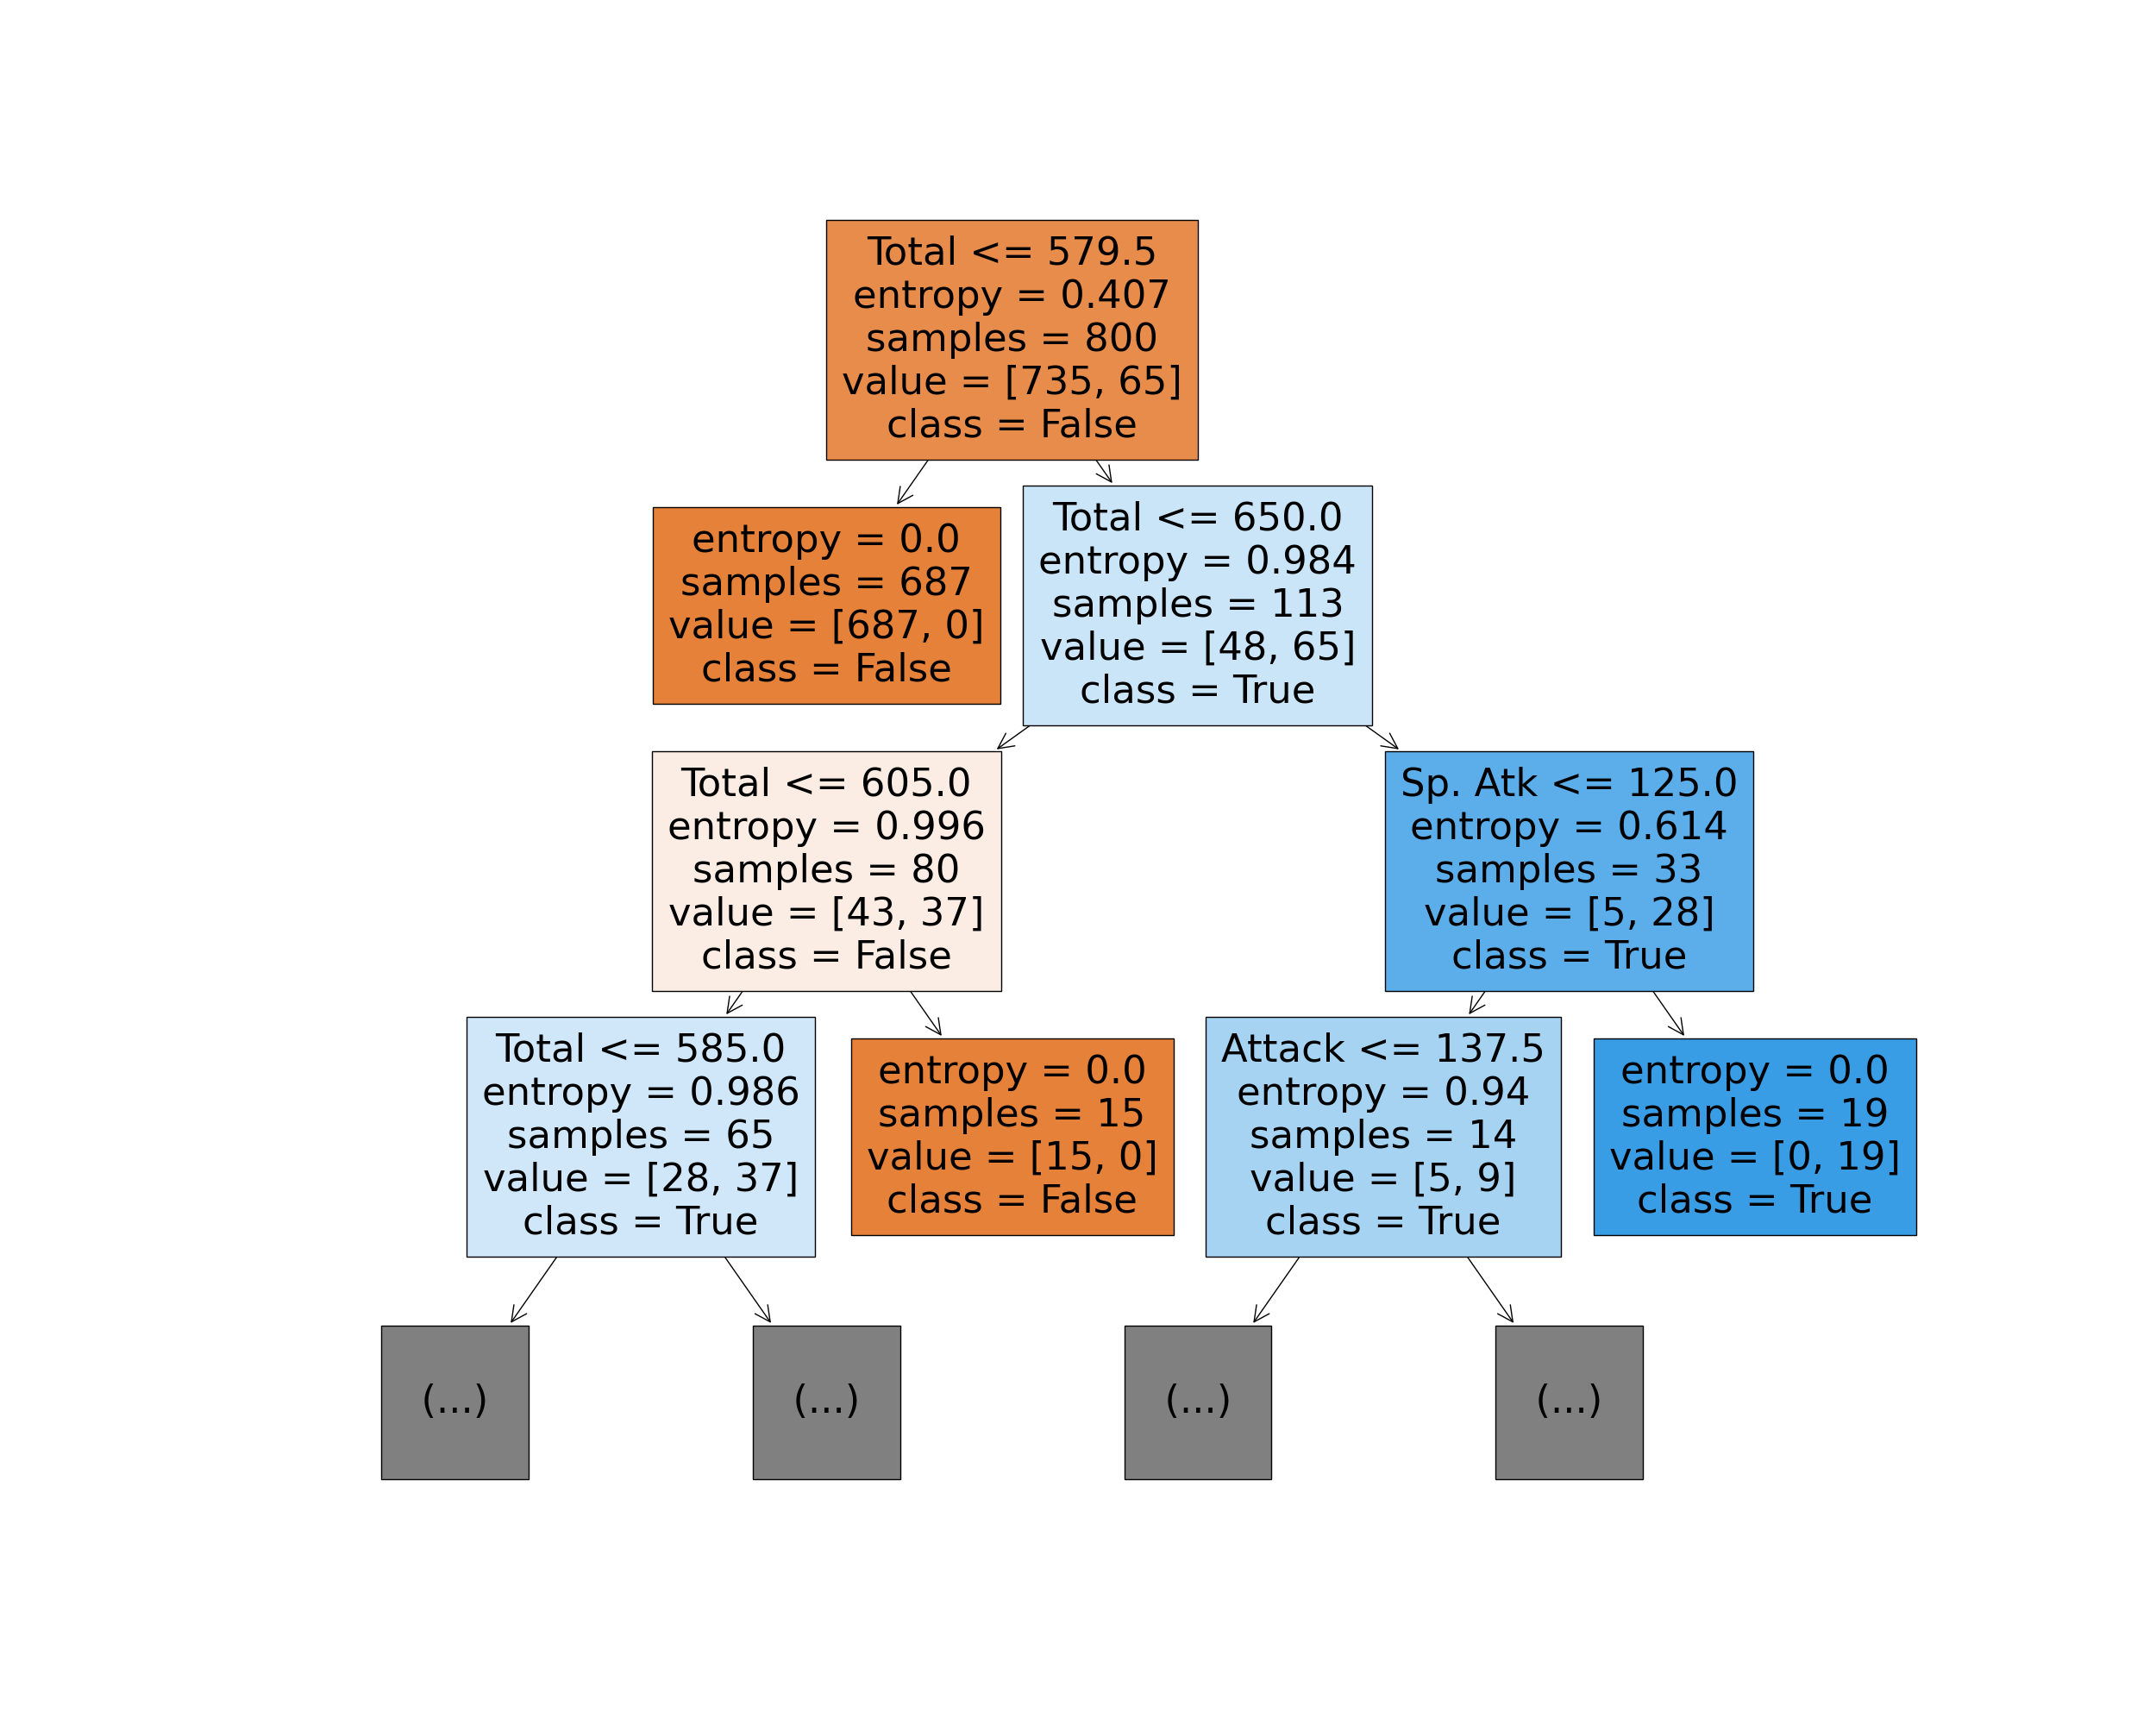 Total <= 579.5
entropy = 0.407
samples = 800
value = [735, 65]
class = False
entropy = 0.0
samples = 687
value = [687, 0]
class = False
Total <= 650.0
entropy = 0.984
samples = 113
value = [48, 65]
class = True
Total <= 605.0
entropy = 0.996
samples = 80
value = [43, 37]
class = False
Sp. Atk <= 125.0
entropy = 0.614
samples = 33
value = [5, 28]
class = True
Total <= 585.0
entropy = 0.986
samples = 65
value = [28, 37]
class = True
entropy = 0.0
samples = 15
value = [15, 0]
class = False
Attack <= 137.5
entropy = 0.94
samples = 14
value = [5, 9]
class = True
entropy = 0.0
samples = 19
value = [0, 19]
class = True
(...)
(...)
(...)
(...)